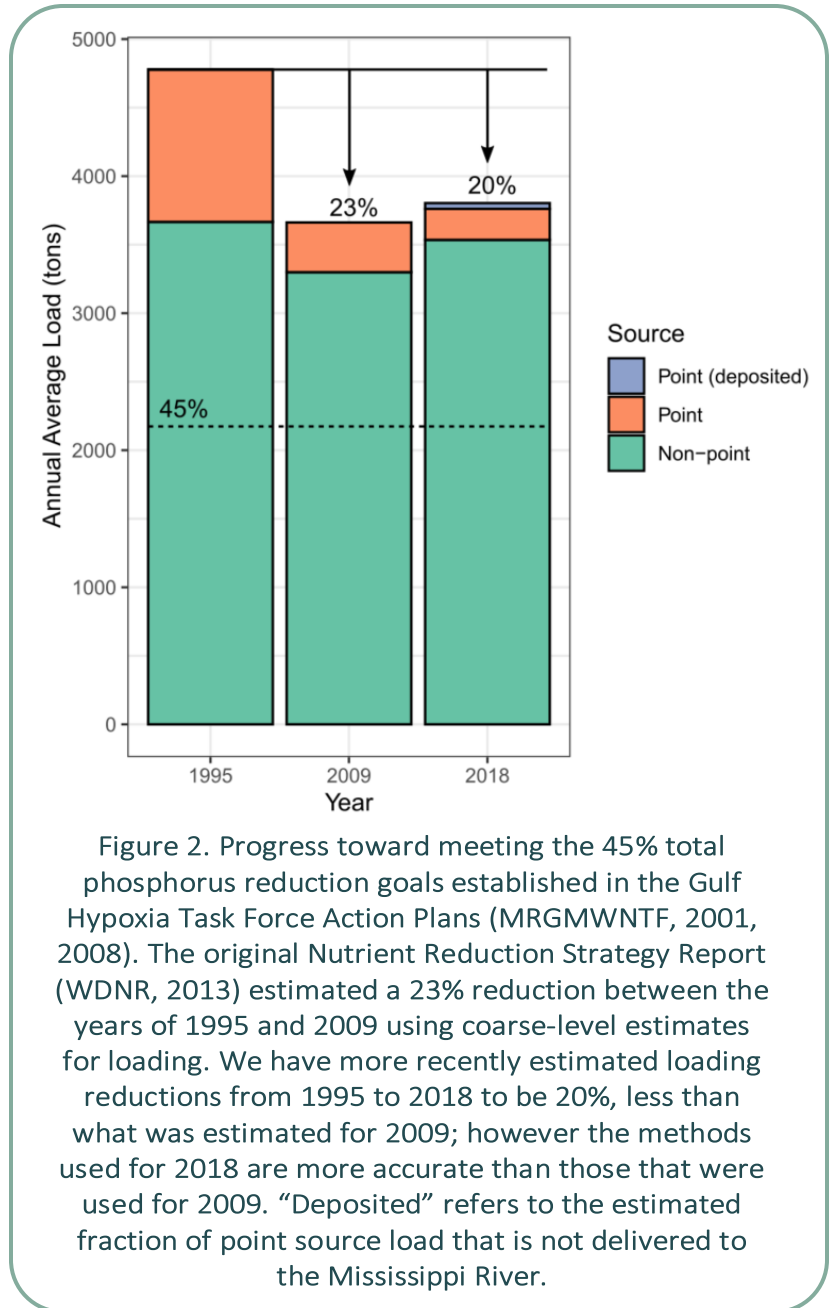 5000
4000
3000
2000
1000
0
Annual Average Load (tons)
23%
20%
45%
1995
2009
2018
Year
Source
Point (deposited)
Point
Non−point
Figure 2. Progress toward meeting the 45% total
phosphorus reduction goals established in the Gulf
Hypoxia Task Force Action Plans (MRGMWNTF, 2001,
2008). The original Nutrient Reduction Strategy Report
(WDNR, 2013) estimated a 23% reduction between the
years of 1995 and 2009 using coarse-level estimates
for loading. We have more recently estimated loading
reductions from 1995 to 2018 to be 20%, less than
what was estimated for 2009; however the methods
used for 2018 are more accurate than those that were
used for 2009. “Deposited” refers to the estimated
fraction of point source load that is not delivered to
the Mississippi River.